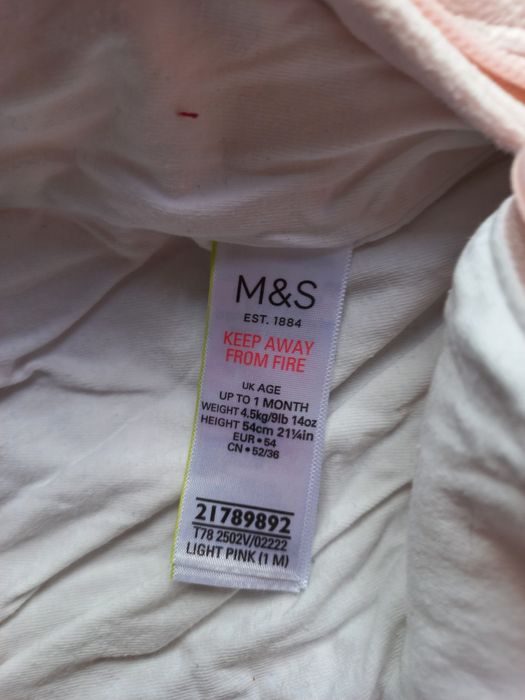 M&S
EST. 1884
KEEP AWAY
FROM FIRE
UK AGE
UP TO 1 MONTH
WEIGHT 4.5kg/9lb 14oz
HEIGHT 54cm 21¼in
EUR • 54
CN • 52/36
21789892
T78 2502V/02222
LIGHT PINK (1 M)